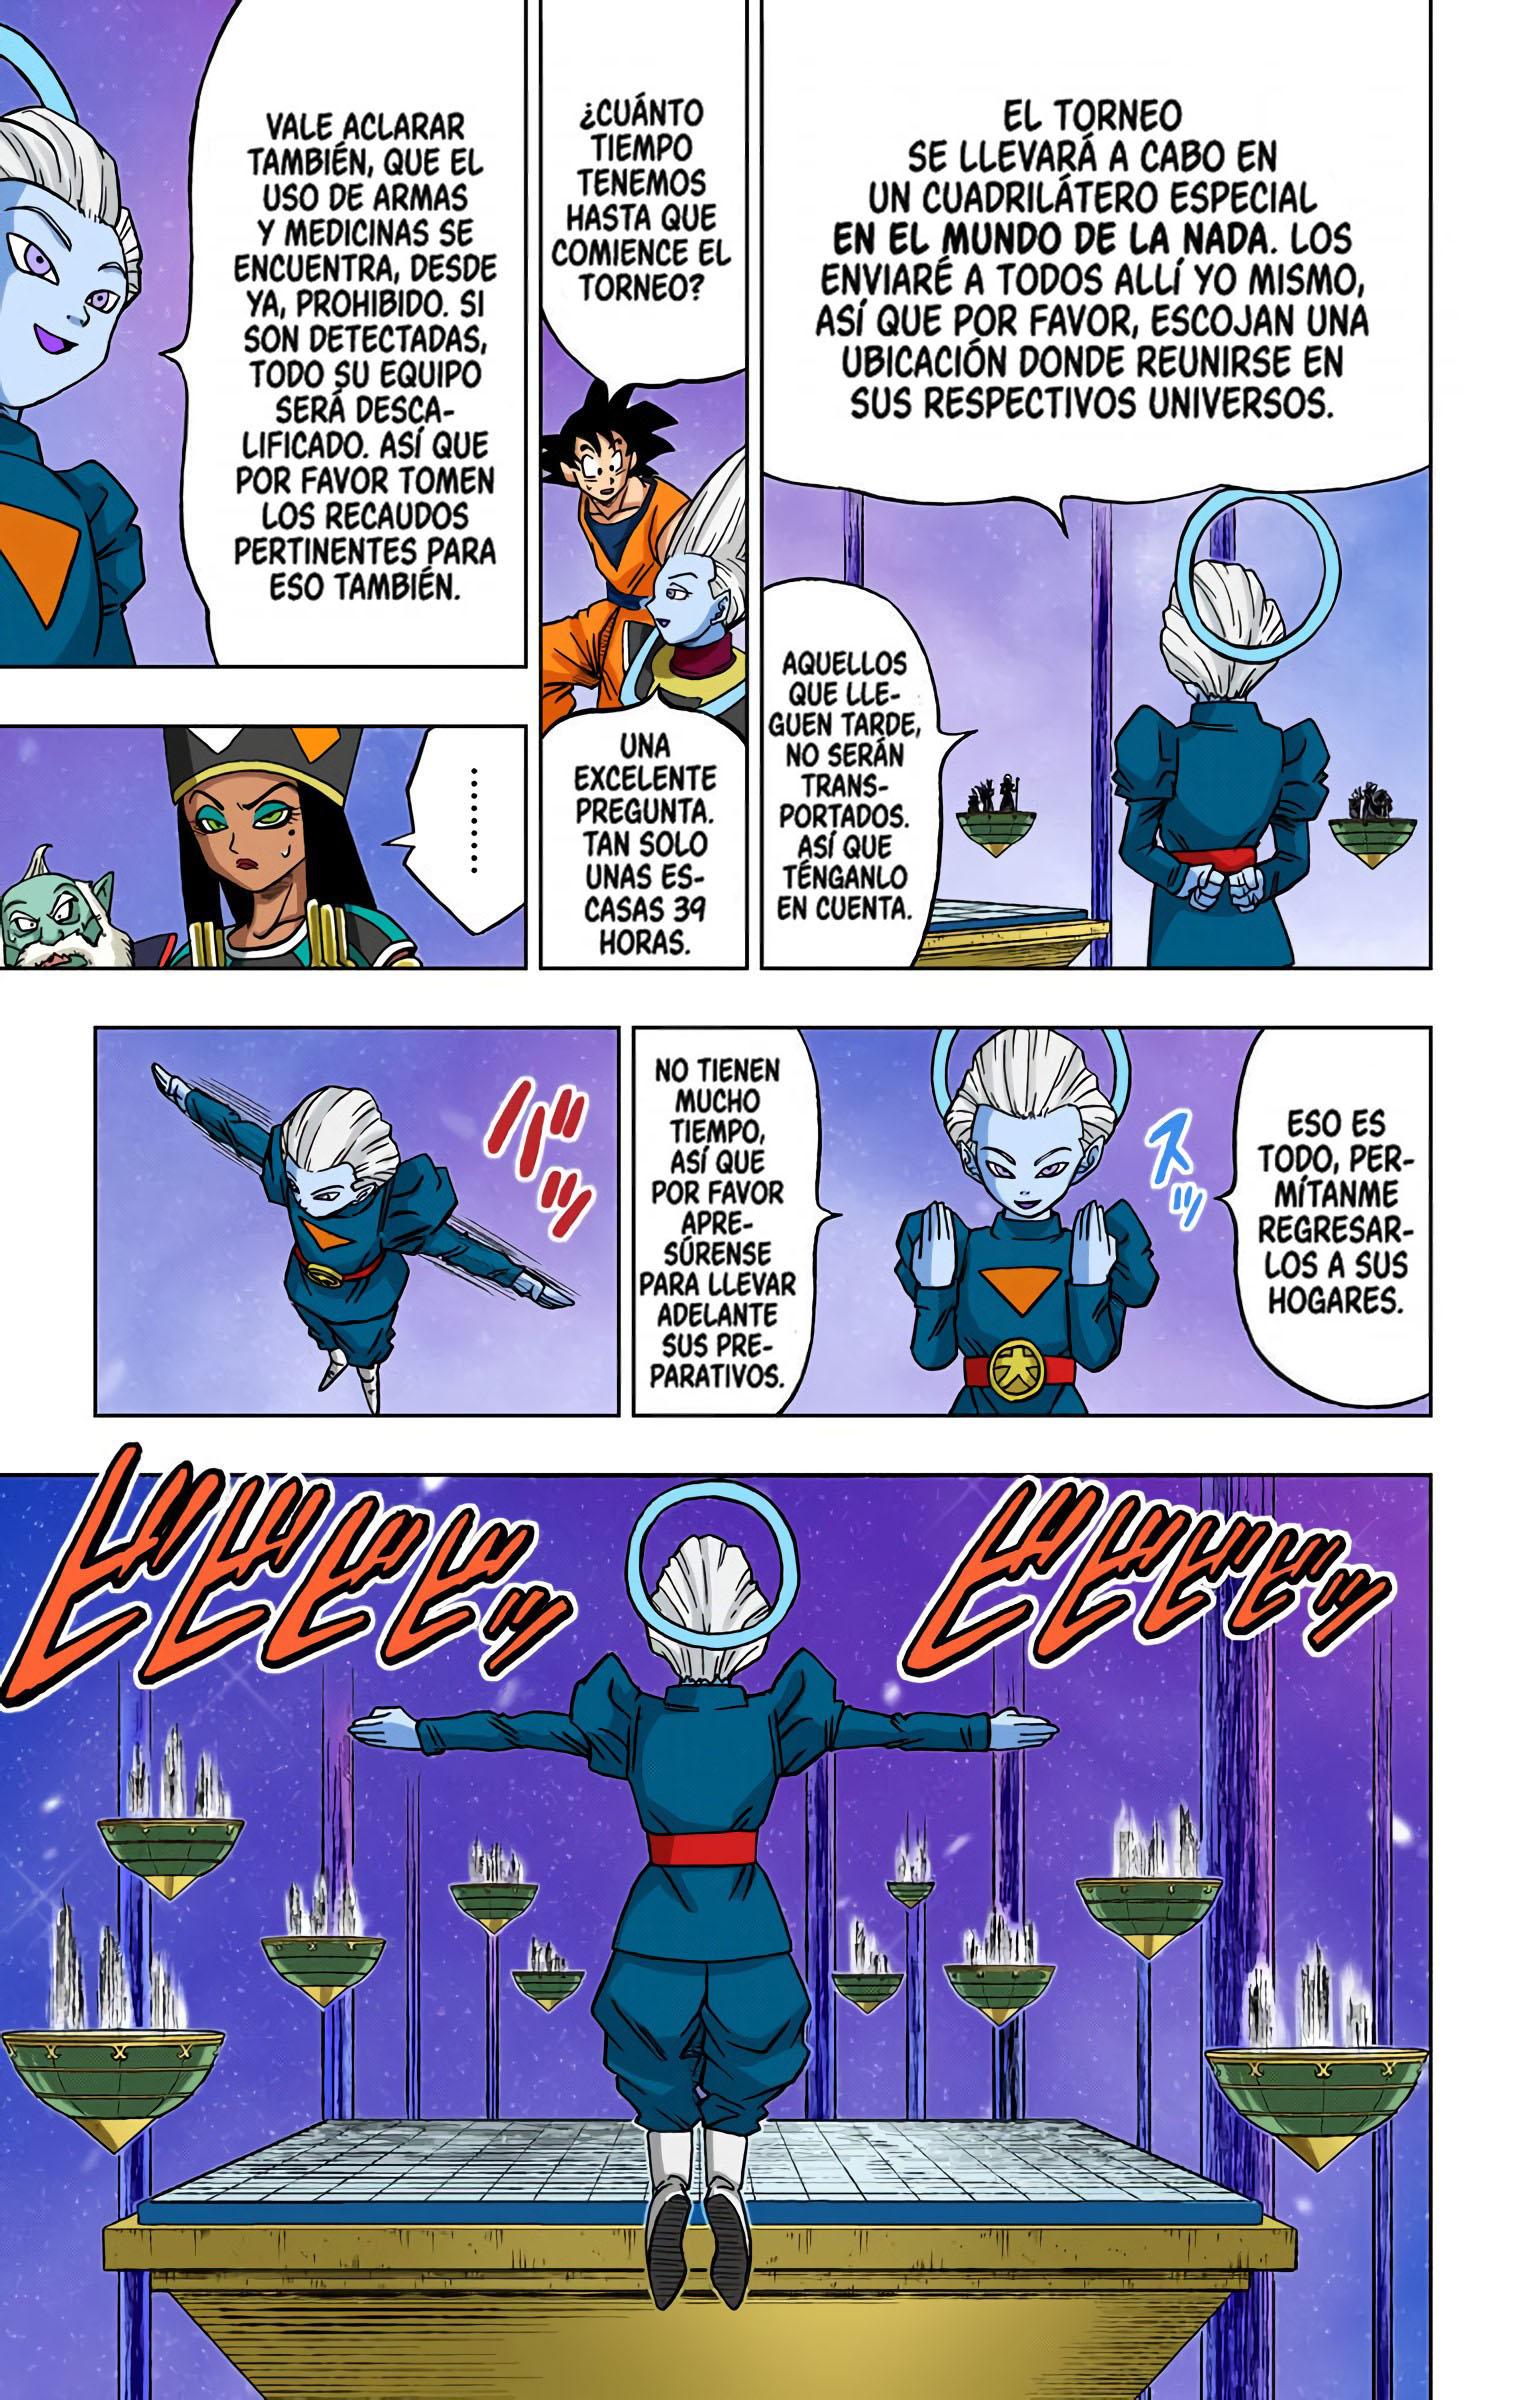 EL TORNEO
SE LLEVARÁ A CABO EN
UN CUADRILÁTERO ESPECIAL
EN EL MUNDO DE LA NADA. LOS
ENVIARÉ A TODOS ALLÍ YO MISMO,
ASÍ QUE POR FAVOR, ESCOJAN UNA
UBICACIÓN DONDE REUNIRSE EN
SUS RESPECTIVOS UNIVERSOS.
AQUELLOS
QUE LLE-
GUEN TARDE,
NO SERÁN
TRANS-
PORTADOS.
ASÍ QUE
TÉNGANLO
EN CUENTA.
¿CUÁNTO
TIEMPO
TENEMOS
HASTA QUE
COMIENCE EL
TORNEO?
UNA
EXCELENTE
PREGUNTA.
TAN SOLO
UNAS ES-
CASAS 39
HORAS.
VALE ACLARAR
TAMBIÉN, QUE EL
USO DE ARMAS
Y MEDICINAS SE
ENCUENTRA, DESDE
YA, PROHIBIDO. SI
SON DETECTADAS,
TODO SU EQUIPO
SERÁ DESCA-
LIFICADO. ASÍ QUE
POR FAVOR TOMEN
LOS RECAUDOS
PERTINENTES PARA
ESO TAMBIÉN.
.........
ESO ES
TODO, PER-
MÍTANME
REGRESAR-
LOS A SUS
HOGARES.
スッ
大
NO TIENEN
MUCHO
TIEMPO,
ASÍ QUE
POR FAVOR
APRE-
SÚRENSE
PARA LLEVAR
ADELANTE
SUS PRE-
PARATIVOS.
バッ
ビビビビッ
ビビビビッ